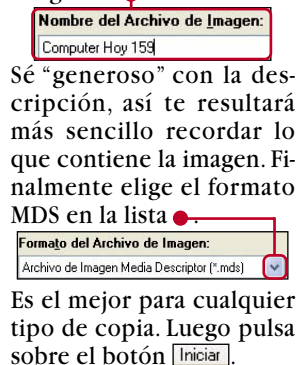 Nombre del Archivo de Imagen:
Computer Hoy 159
Sé “generoso” con la des-
cripción, así te resultará
más sencillo recordar lo
que contiene la imagen. Fi-
nalmente elige el formato
MDS en la lista .
Formato del Archivo de Imagen:
Archivo de Imagen Media Descriptor (*.mds)
Es el mejor para cualquier
tipo de copia. Luego pulsa
sobre el botón Iniciar .